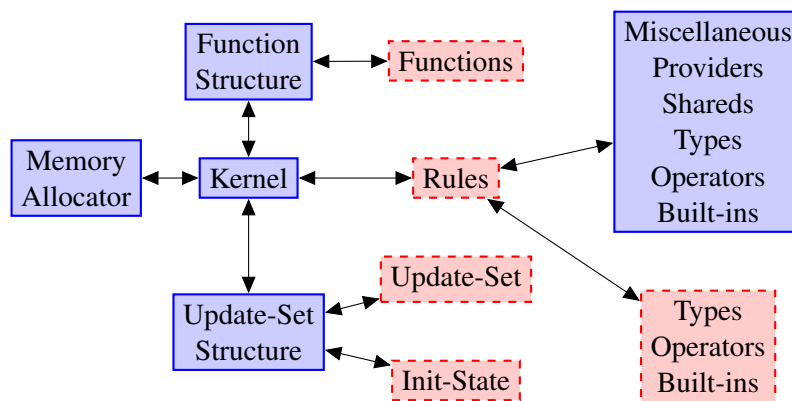 Function
Structure
Functions
Miscellaneous
Providers
Shareds
Types
Operators
Built-ins
Memory
Allocator
Kernel
Rules
Update-Set
Structure
Update-Set
Init-State
Types
Operators
Built-ins